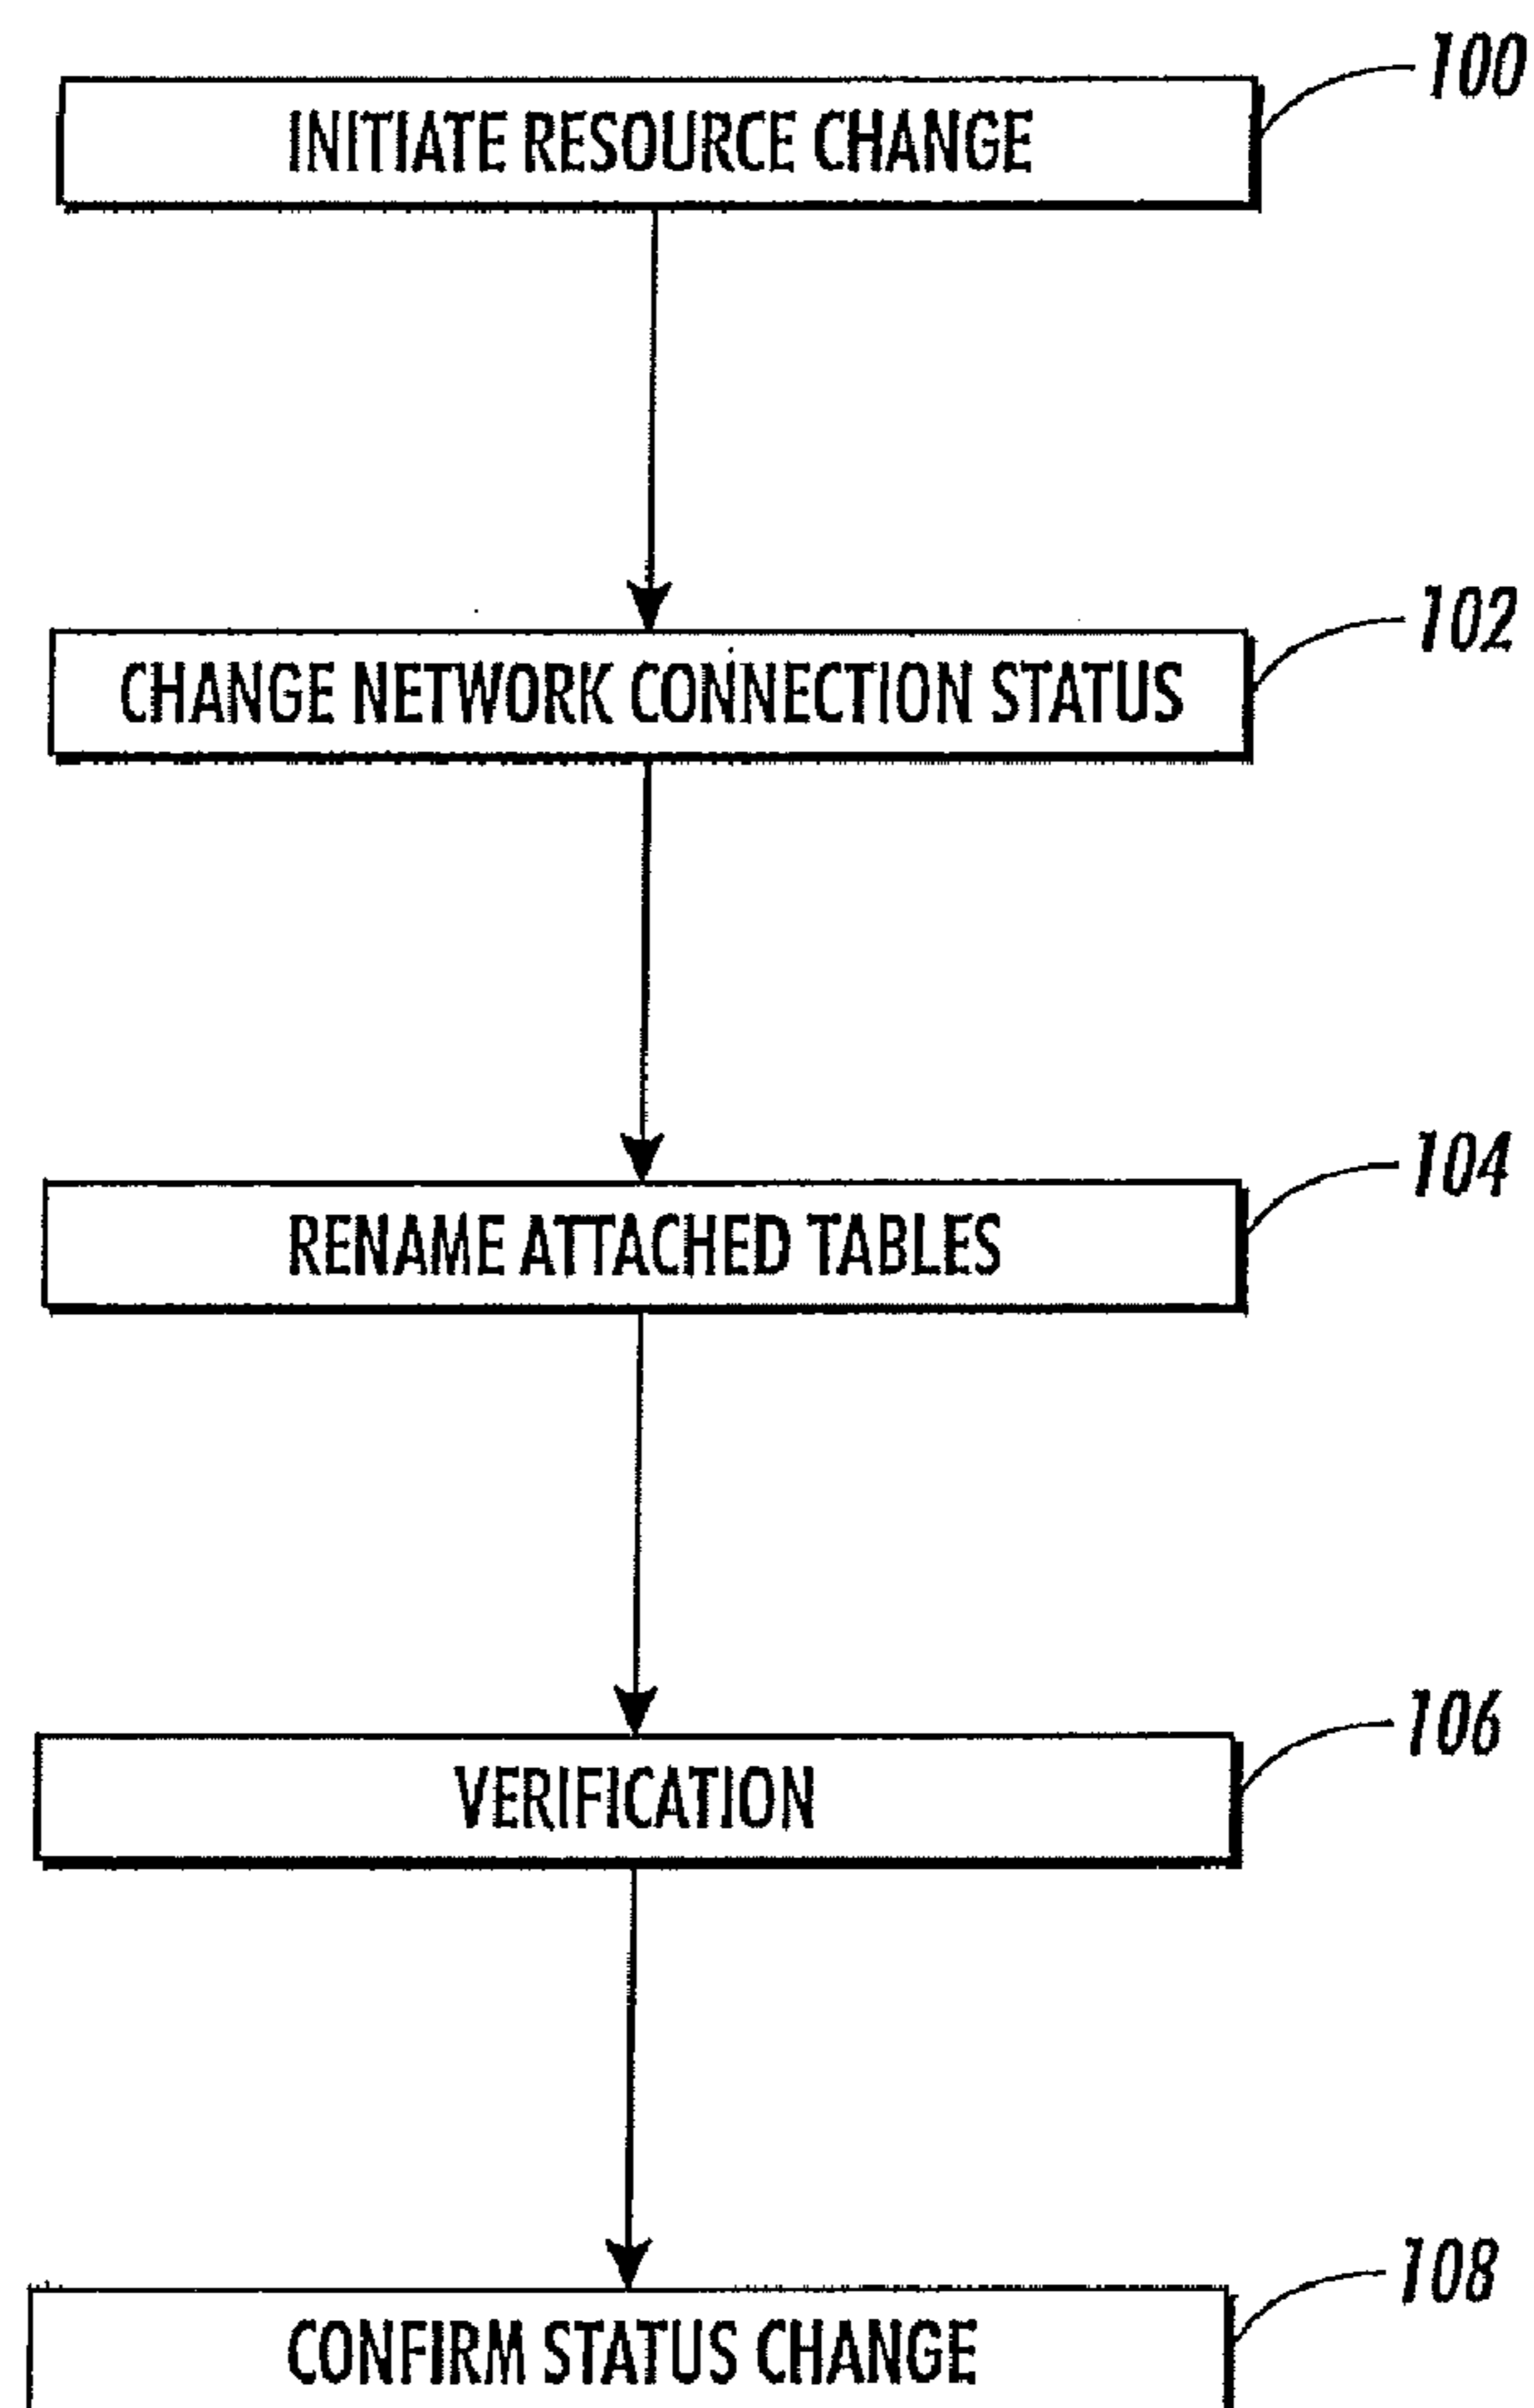 100
INITIATE RESOURCE CHANGE
102
CHANGE NETWORK CONNECTION STATUS
104
RENAME ATTACHED TABLES
106
VERIFICATION
108
CONFIRM STATUS CHANGE